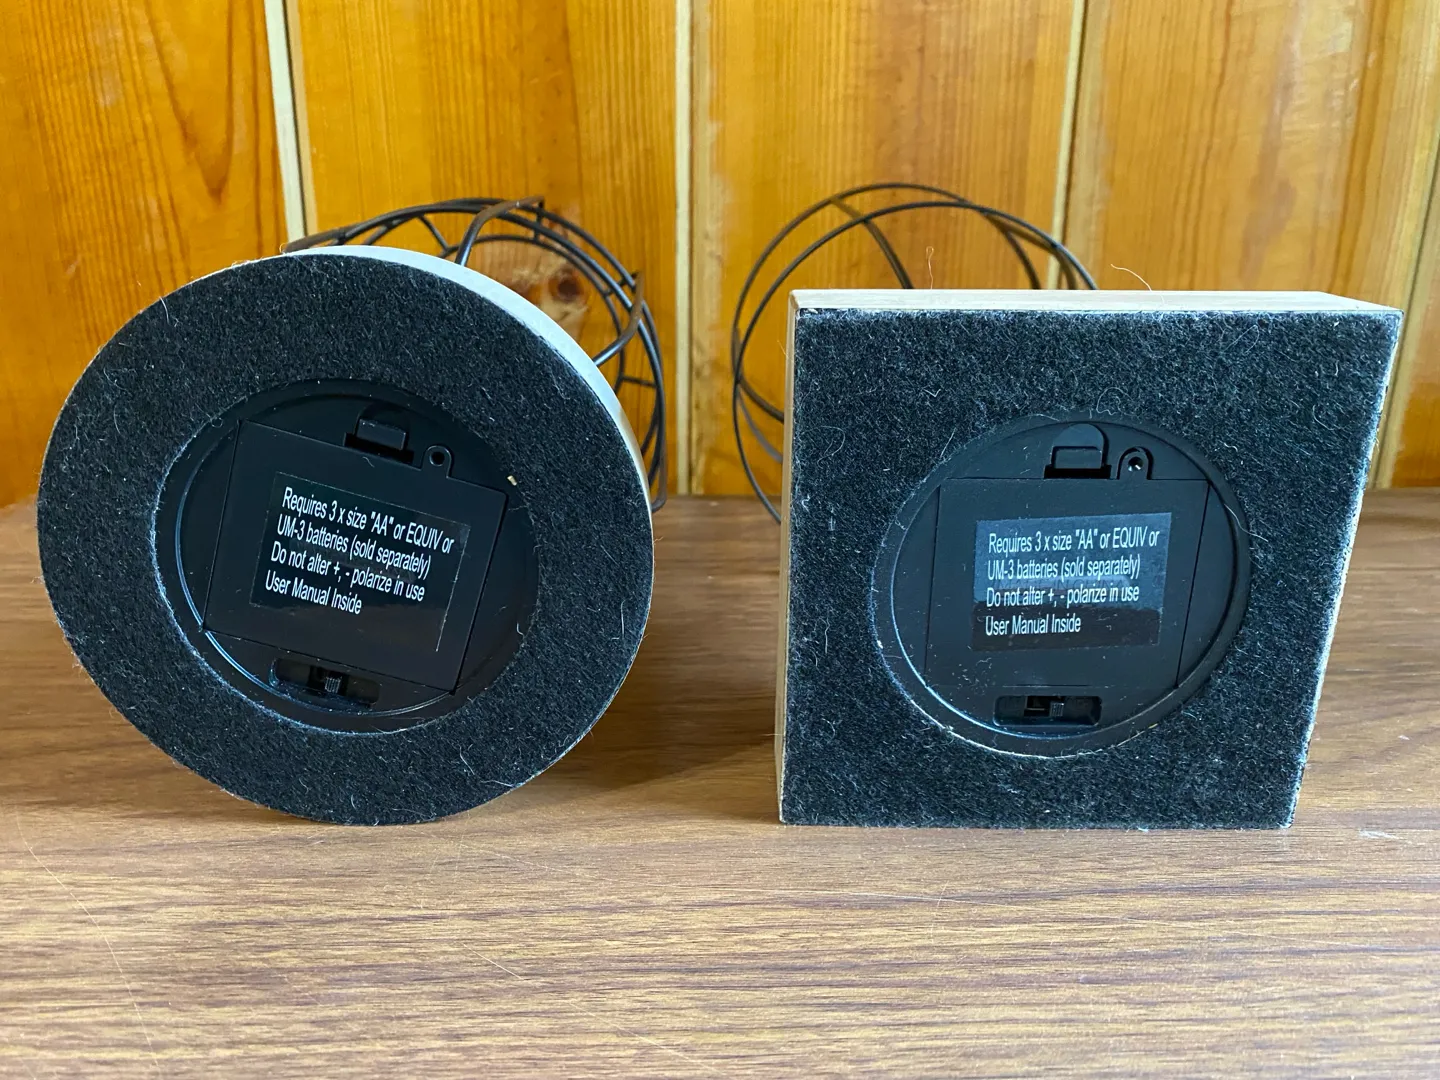 Requires 3 x size "AA" or EQUIV or
UM-3 batteries (sold separately)
Do not alter +, - polarize in use
User Manual Inside
Requires 3 x size "AA" or EQUIV or
UM-3 batteries (sold separately)
Do not alter +, - polarize in use
User Manual Inside